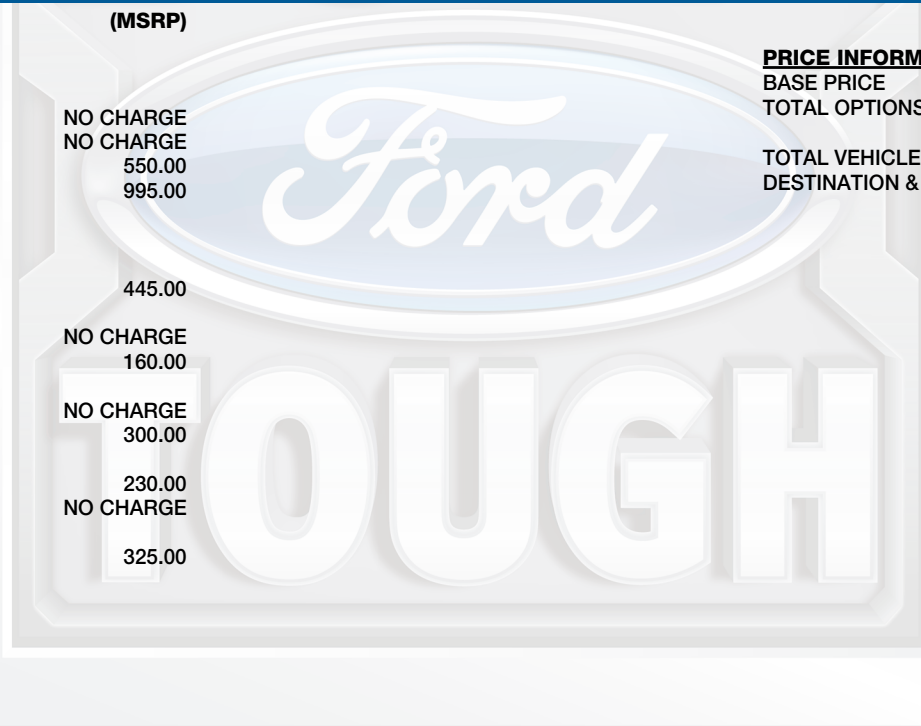 (MSRP)
NO CHARGE
NO CHARGE
550.00
995.00
445.00
NO CHARGE
160.00
NO CHARGE
300.00
230.00
NO CHARGE
325.00
PRICE INFORM
BASE PRICE
TOTAL OPTIONS
TOTAL VEHICLE
DESTINATION &
Ford
TOUGH